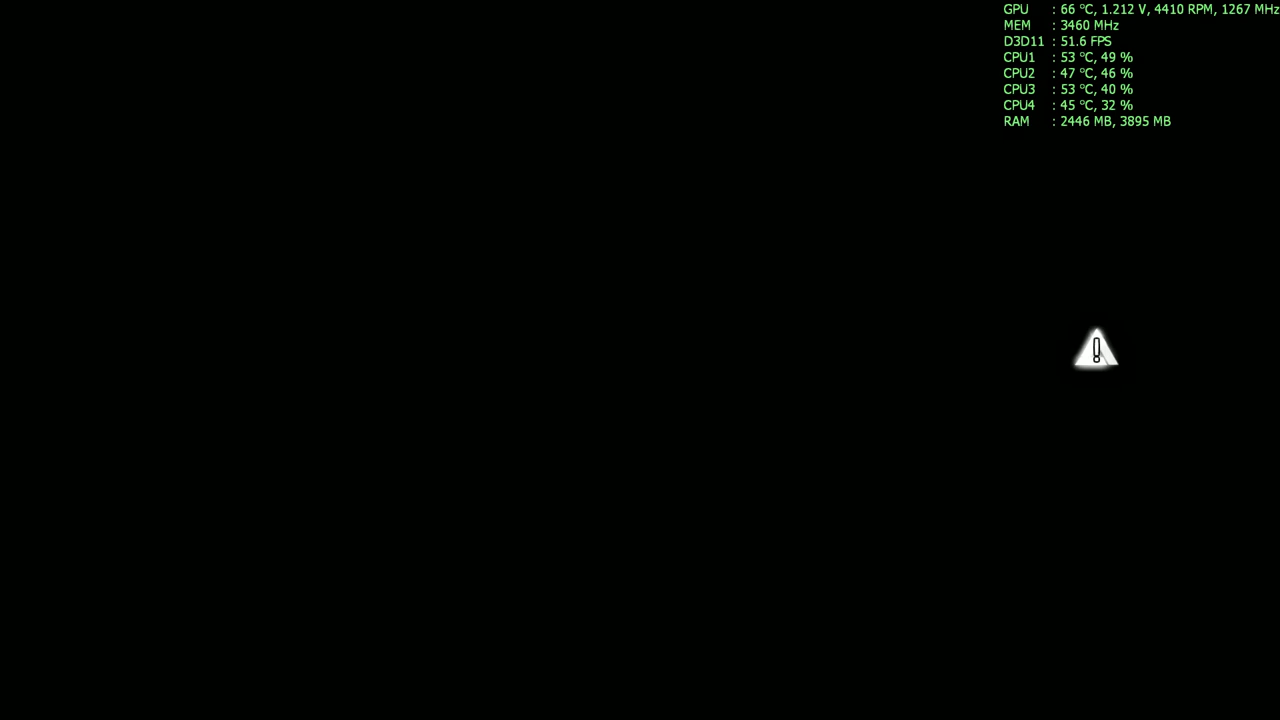 GPU : 66 °C, 1.212 V, 4410 RPM, 1267 MHz
MEM : 3460 MHz
D3D11 : 51.6 FPS
CPU1 : 53 °C, 49 %
CPU2 : 47 °C, 46 %
CPU3 : 53 °C, 40 %
CPU4 : 45 °C, 32 %
RAM : 2446 MB, 3895 MB
!